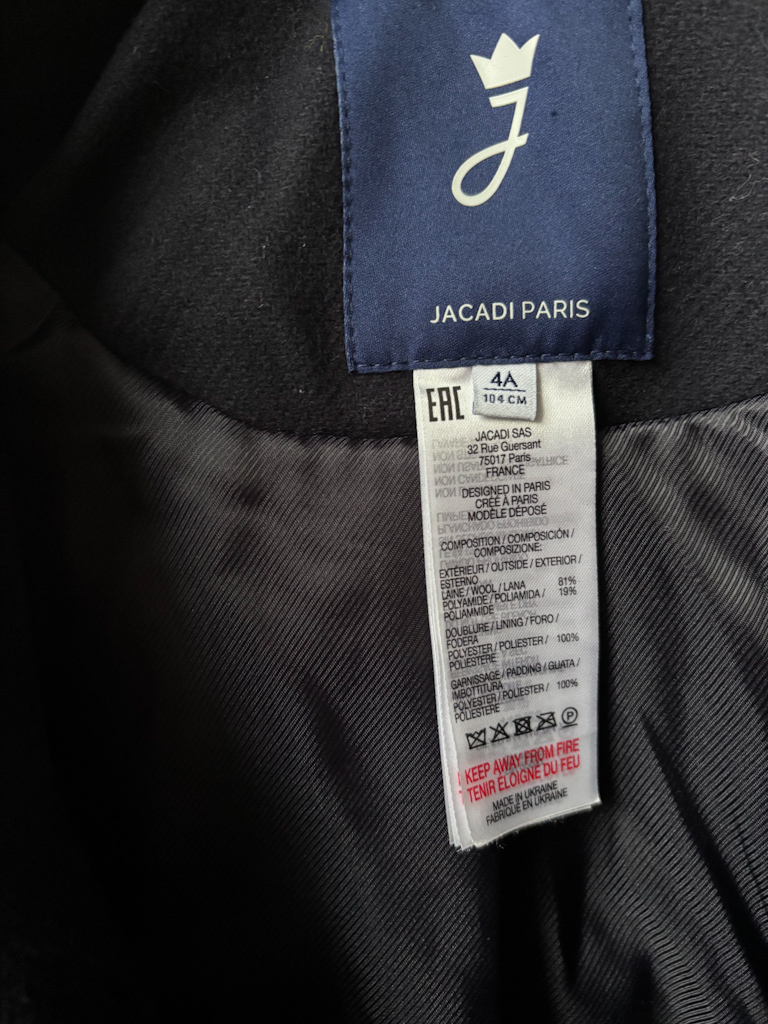 J
JACADI PARIS
4A
104 CM
EAC
JACADI SAS
32 Rue Guersant
75017 Paris
FRANCE
DESIGNED IN PARIS
CRÉÉ À PARIS
MODÈLE DÉPOSÉ
COMPOSITION / COMPOSICIÓN /
COMPOSIZIONE:
EXTÉRIEUR / OUTSIDE / EXTERIOR /
ESTERNO
LAINE / WOOL / LANA 81%
POLYAMIDE / POLIAMIDA / 19%
POLIAMMIDE
DOUBLURE / LINING / FORO /
FODERA
POLYESTER / POLIESTER / 100%
POLIESTERE
GARNISSAGE / PADDING / GUATA /
IMBOTTITURA
POLYESTER / POLIESTER / 100%
POLIESTERE
P
KEEP AWAY FROM FIRE
TENIR ÉLOIGNÉ DU FEU
MADE IN UKRAINE
FABRIQUÉ EN UKRAINE